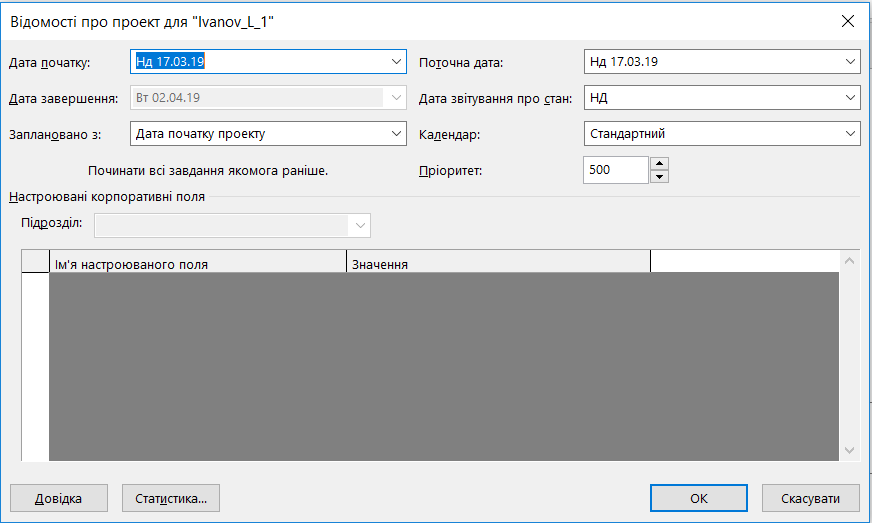 Відомості про проект для "Ivanov_L_1"
Дата початку: Нд 17.03.19 Поточна дата: Нд 17.03.19
Дата завершення: Вт 02.04.19 Дата звітування про стан: НД
Заплановано з: Дата початку проекту Календар: Стандартний
Починати всі завдання якомога раніше. Пріоритет: 500
Настроювані корпоративні поля
Підрозділ:
Ім'я настроюваного поля Значення
Довідка Статистика... ОК Скасувати